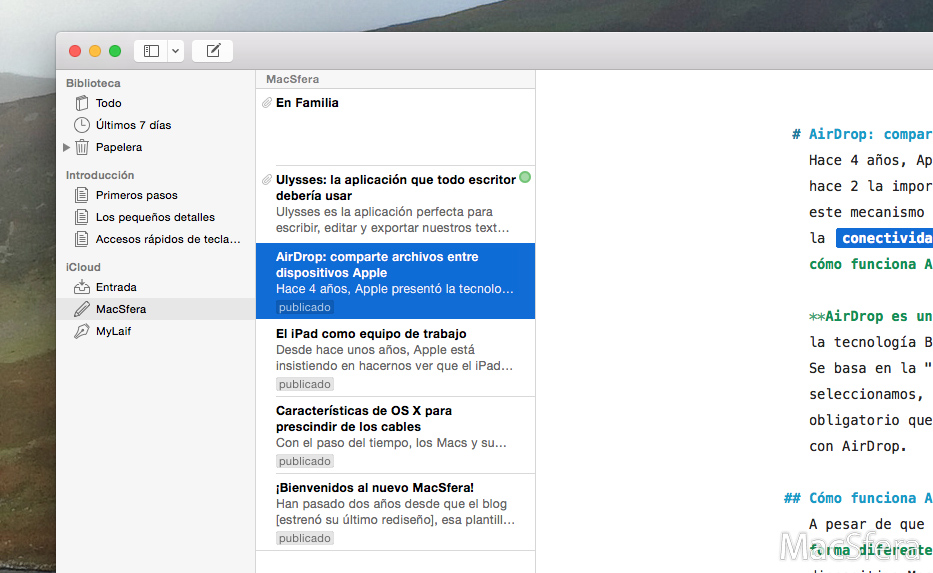 Biblioteca
Todo
Últimos 7 días
Papelera
Introducción
Primeros pasos
Los pequeños detalles
Accesos rápidos de tecla...
iCloud
Entrada
MacSfera
MyLaif
MacSfera
En Familia
Ulysses: la aplicación que todo escritor
debería usar
Ulysses es la aplicación perfecta para
escribir, editar y exportar nuestros text...
AirDrop: comparte archivos entre
dispositivos Apple
Hace 4 años, Apple presentó la tecnolo...
publicado
El iPad como equipo de trabajo
Desde hace unos años, Apple está
insistiendo en hacernos ver que el iPad...
publicado
Características de OS X para
prescindir de los cables
Con el paso del tiempo, los Macs y su...
publicado
¡Bienvenidos al nuevo MacSfera!
Han pasado dos años desde que el blog
[estrenó su último rediseño], esa plantill...
publicado
# AirDrop: compar
Hace 4 años, Ap
hace 2 la impor
este mecanismo
la conectivida
cómo funciona A
**AirDrop es un
la tecnología B
Se basa en la "
seleccionamos,
obligatorio que
con AirDrop.
## Cómo funciona A
A pesar de que
forma diferente
MacSfera